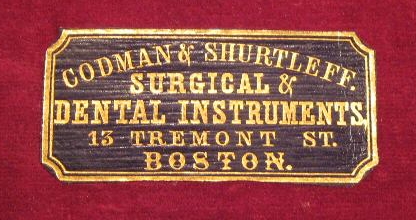 CODMAN & SHURTLEFF.
SURGICAL &
DENTAL INSTRUMENTS,
13 TREMONT ST.
BOSTON.